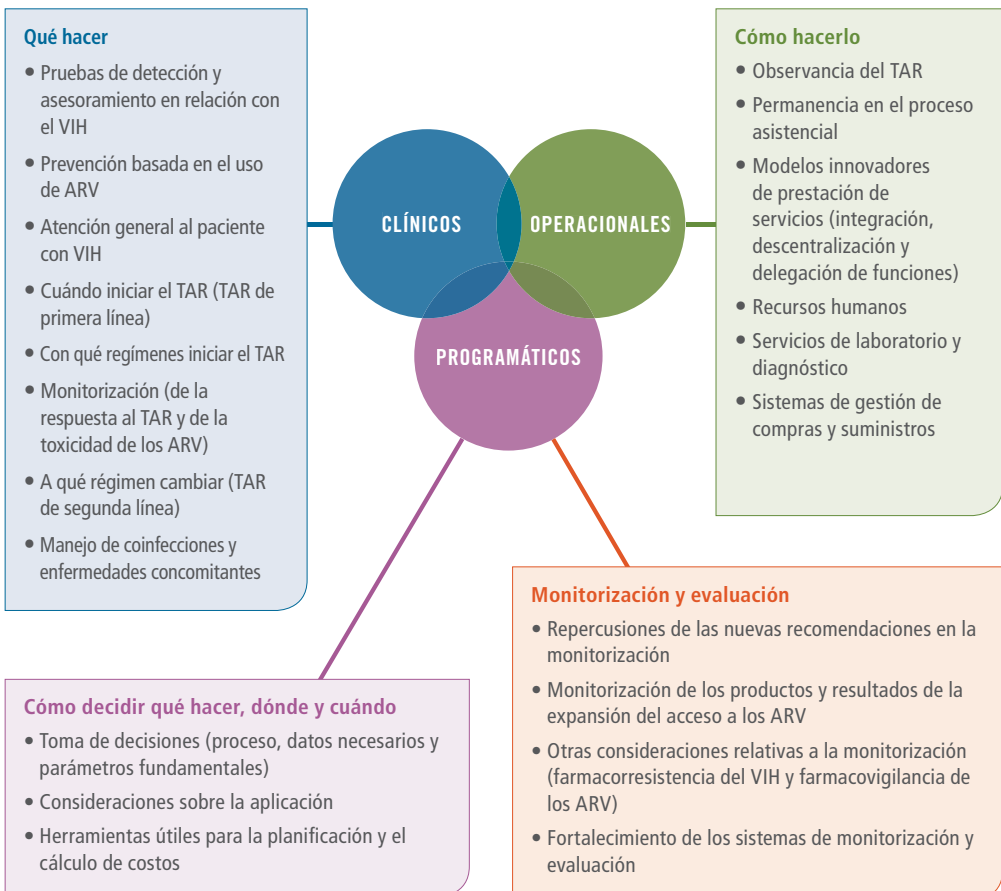 Qué hacer
• Pruebas de detección y
asesoramiento en relación con
el VIH
• Prevención basada en el uso
de ARV
• Atención general al paciente
con VIH
• Cuándo iniciar el TAR (TAR de
primera línea)
• Con qué regímenes iniciar el TAR
• Monitorización (de la
respuesta al TAR y de la
toxicidad de los ARV)
• A qué régimen cambiar (TAR
de segunda línea)
• Manejo de coinfecciones y
enfermedades concomitantes
CLÍNICOS
OPERACIONALES
PROGRAMÁTICOS
Cómo hacerlo
• Observancia del TAR
• Permanencia en el proceso
asistencial
• Modelos innovadores
de prestación de
servicios (integración,
descentralización y
delegación de funciones)
• Recursos humanos
• Servicios de laboratorio y
diagnóstico
• Sistemas de gestión de
compras y suministros
Cómo decidir qué hacer, dónde y cuándo
• Toma de decisiones (proceso, datos necesarios y
parámetros fundamentales)
• Consideraciones sobre la aplicación
• Herramientas útiles para la planificación y el
cálculo de costos
Monitorización y evaluación
• Repercusiones de las nuevas recomendaciones en la
monitorización
• Monitorización de los productos y resultados de la
expansión del acceso a los ARV
• Otras consideraciones relativas a la monitorización
(farmacorresistencia del VIH y farmacovigilancia de
los ARV)
• Fortalecimiento de los sistemas de monitorización y
evaluación